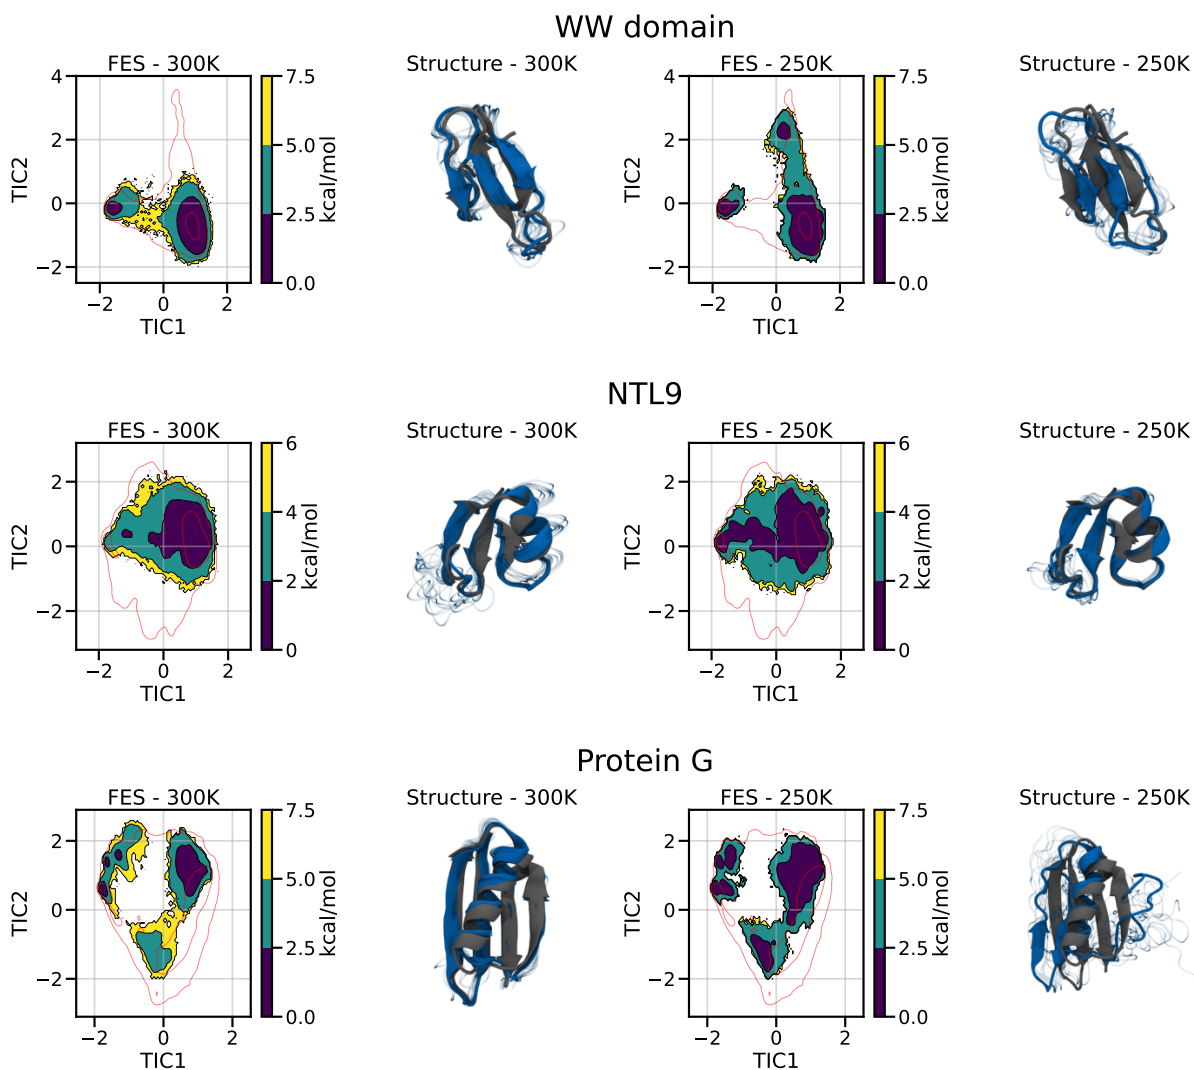 WW domain
FES - 300K
Structure - 300K
FES - 250K
Structure - 250K
4
2
0
−2
TIC2
−2 0 2
TIC1
7.5
5.0
2.5
0.0
kcal/mol
4
2
0
−2
TIC2
−2 0 2
TIC1
7.5
5.0
2.5
0.0
kcal/mol
NTL9
FES - 300K
Structure - 300K
FES - 250K
Structure - 250K
2
0
−2
TIC2
−2 0 2
TIC1
6
4
2
0
kcal/mol
2
0
−2
TIC2
−2 0 2
TIC1
6
4
2
0
kcal/mol
Protein G
FES - 300K
Structure - 300K
FES - 250K
Structure - 250K
2
0
−2
TIC2
−2 0 2
TIC1
7.5
5.0
2.5
0.0
kcal/mol
2
0
−2
TIC2
−2 0 2
TIC1
7.5
5.0
2.5
0.0
kcal/mol